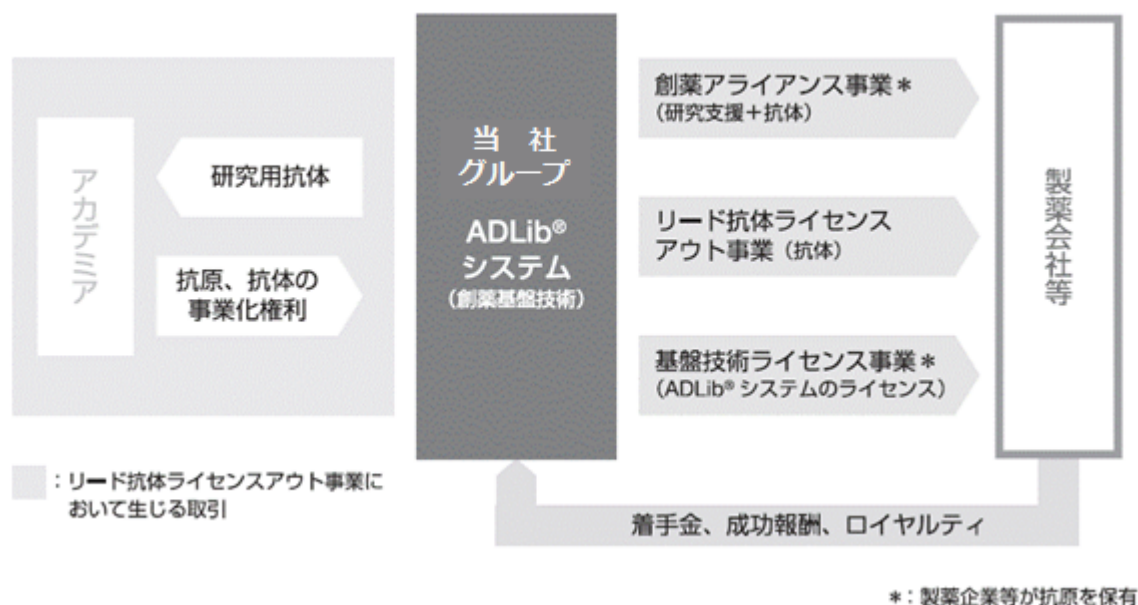 アカデミア
研究用抗体
抗原、抗体の
事業化権利
当 社
グループ
ADLib®
システム
(創薬基盤技術)
創薬アライアンス事業*
(研究支援+抗体)
リード抗体ライセンス
アウト事業(抗体)
基盤技術ライセンス事業*
(ADLib®システムのライセンス)
製薬会社等
着手金、成功報酬、ロイヤルティ
:リード抗体ライセンスアウト事業に
おいて生じる取引
*:製薬企業等が抗原を保有